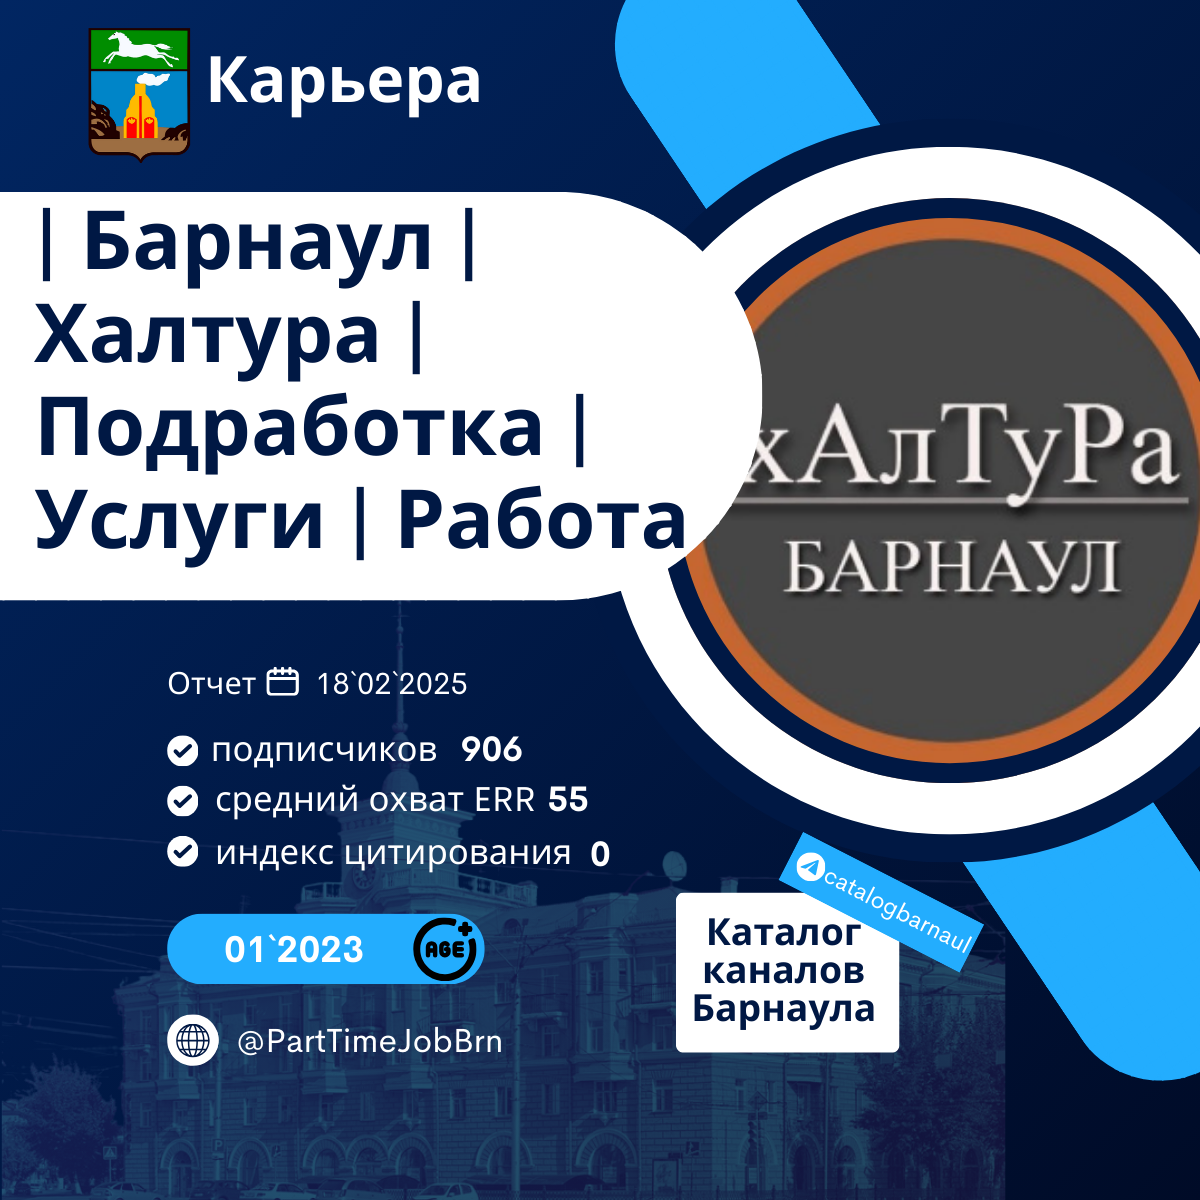 Карьера
| Барнаул |
Халтура |
Подработка |
Услуги | Работа
хАлТуРа
БАРНАУЛ
Отчет 18`02`2025
подписчиков 906
средний охват ERR 55
индекс цитирования 0
01`2023
AGE+
@PartTimeJobBrn
catalogbarnaul
Каталог
каналов
Барнаула